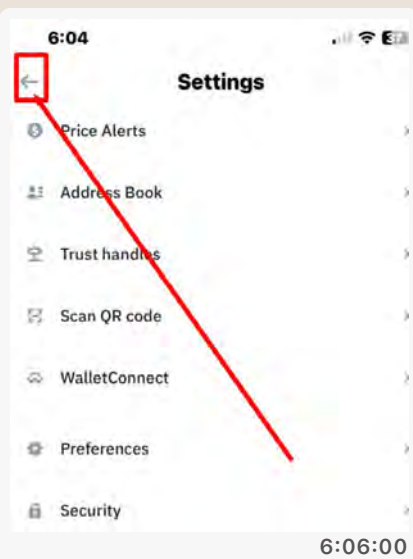 6:04
Settings
Price Alerts
Address Book
Trust handles
Scan QR code
WalletConnect
Preferences
Security
6:06:00